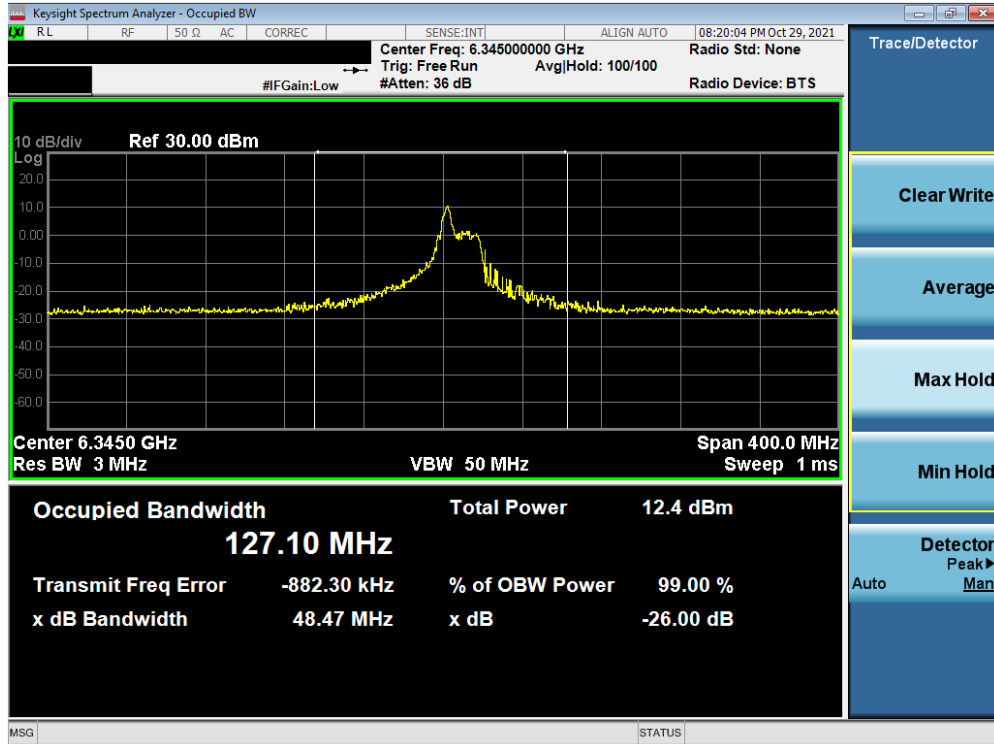 Keysight Spectrum Analyzer - Occupied BW
LXI RL RF 50 Ω AC CORREC SENSE:INT ALIGN AUTO 08:20:04 PM Oct 29, 2021
Center Freq: 6.345000000 GHz Radio Std: None
Trig: Free Run Avg|Hold: 100/100
#IFGain:Low #Atten: 36 dB Radio Device: BTS
10 dB/div Ref 30.00 dBm
Log
20.0
10.0
0.00
-10.0
-20.0
-30.0
-40.0
-50.0
-60.0
Center 6.3450 GHz Span 400.0 MHz
Res BW 3 MHz VBW 50 MHz Sweep 1 ms
Occupied Bandwidth Total Power 12.4 dBm
127.10 MHz
Transmit Freq Error -882.30 kHz % of OBW Power 99.00 %
x dB Bandwidth 48.47 MHz x dB -26.00 dB
MSG STATUS
Trace/Detector
Clear Write
Average
Max Hold
Min Hold
Detector
Peak▶
Auto Man